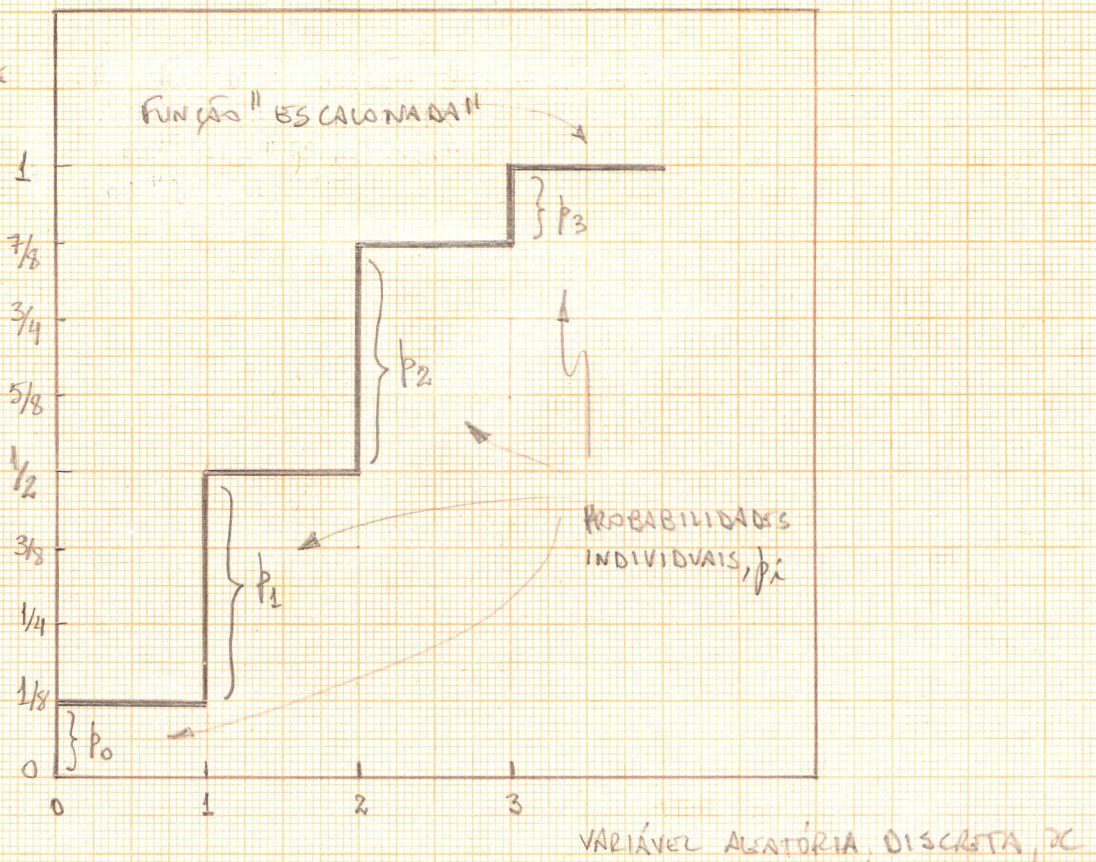 FUNÇÃO "ESCALONADA"
1
p3
7/8
3/4
p2
5/8
1/2
PROBABILIDADES
INDIVIDUAIS, pi
3/8
p1
1/4
1/8
p0
0
0 1 2 3
VARIÁVEL ALEATÓRIA DISCRETA, x